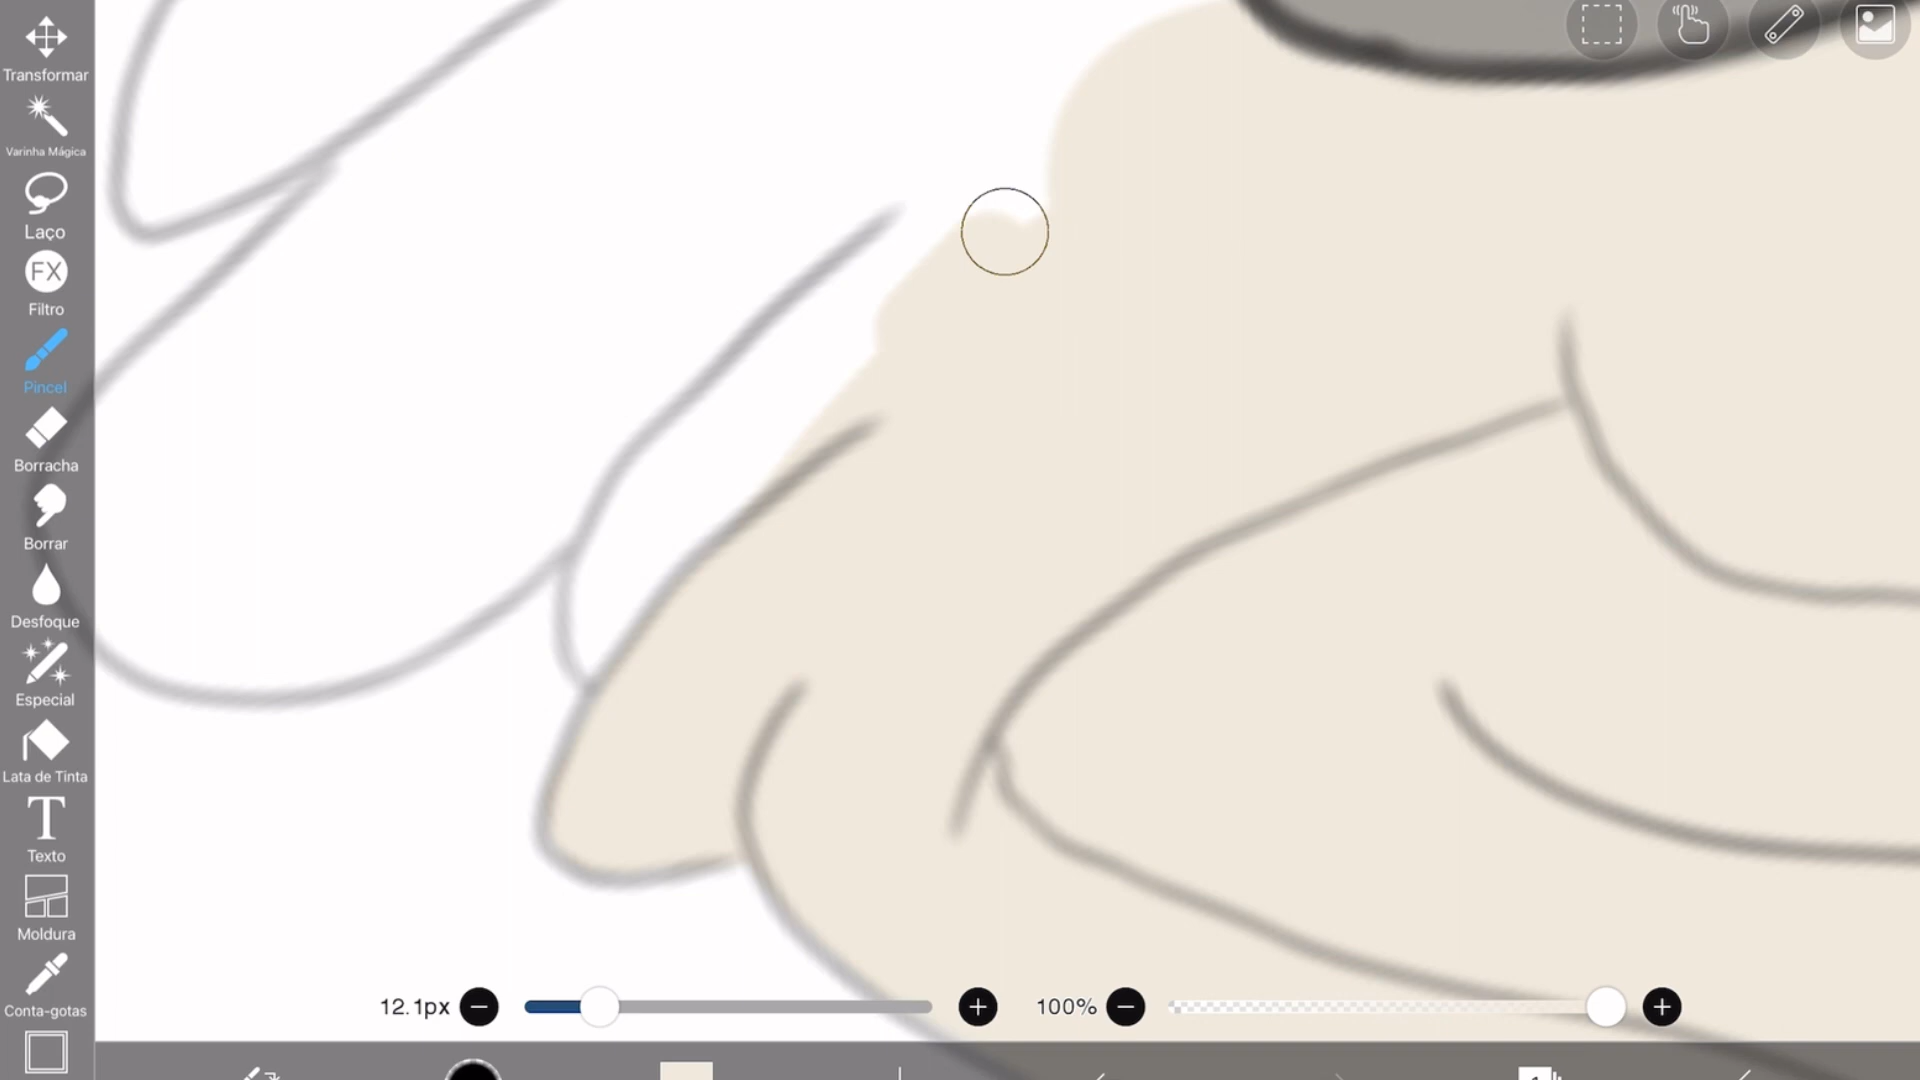 Transformar
Varinha Mágica
Laço
FX
Filtro
Pincel
Borracha
Borrar
Desfoque
Especial
Lata de Tinta
T
Texto
Moldura
Conta-gotas
12.1px
100%